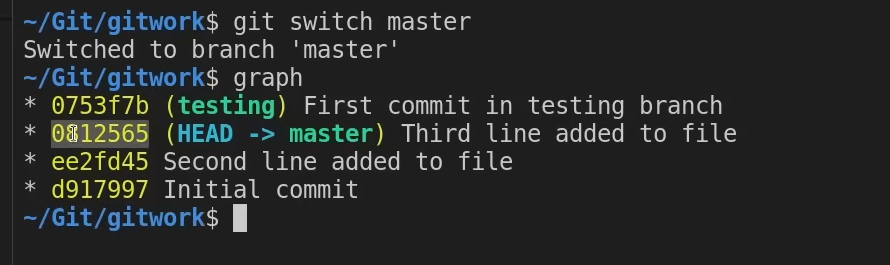 ~/Git/gitwork$ git switch master
Switched to branch 'master'
~/Git/gitwork$ graph
* 0753f7b (testing) First commit in testing branch
* 0812565 (HEAD -> master) Third line added to file
* ee2fd45 Second line added to file
* d917997 Initial commit
~/Git/gitwork$